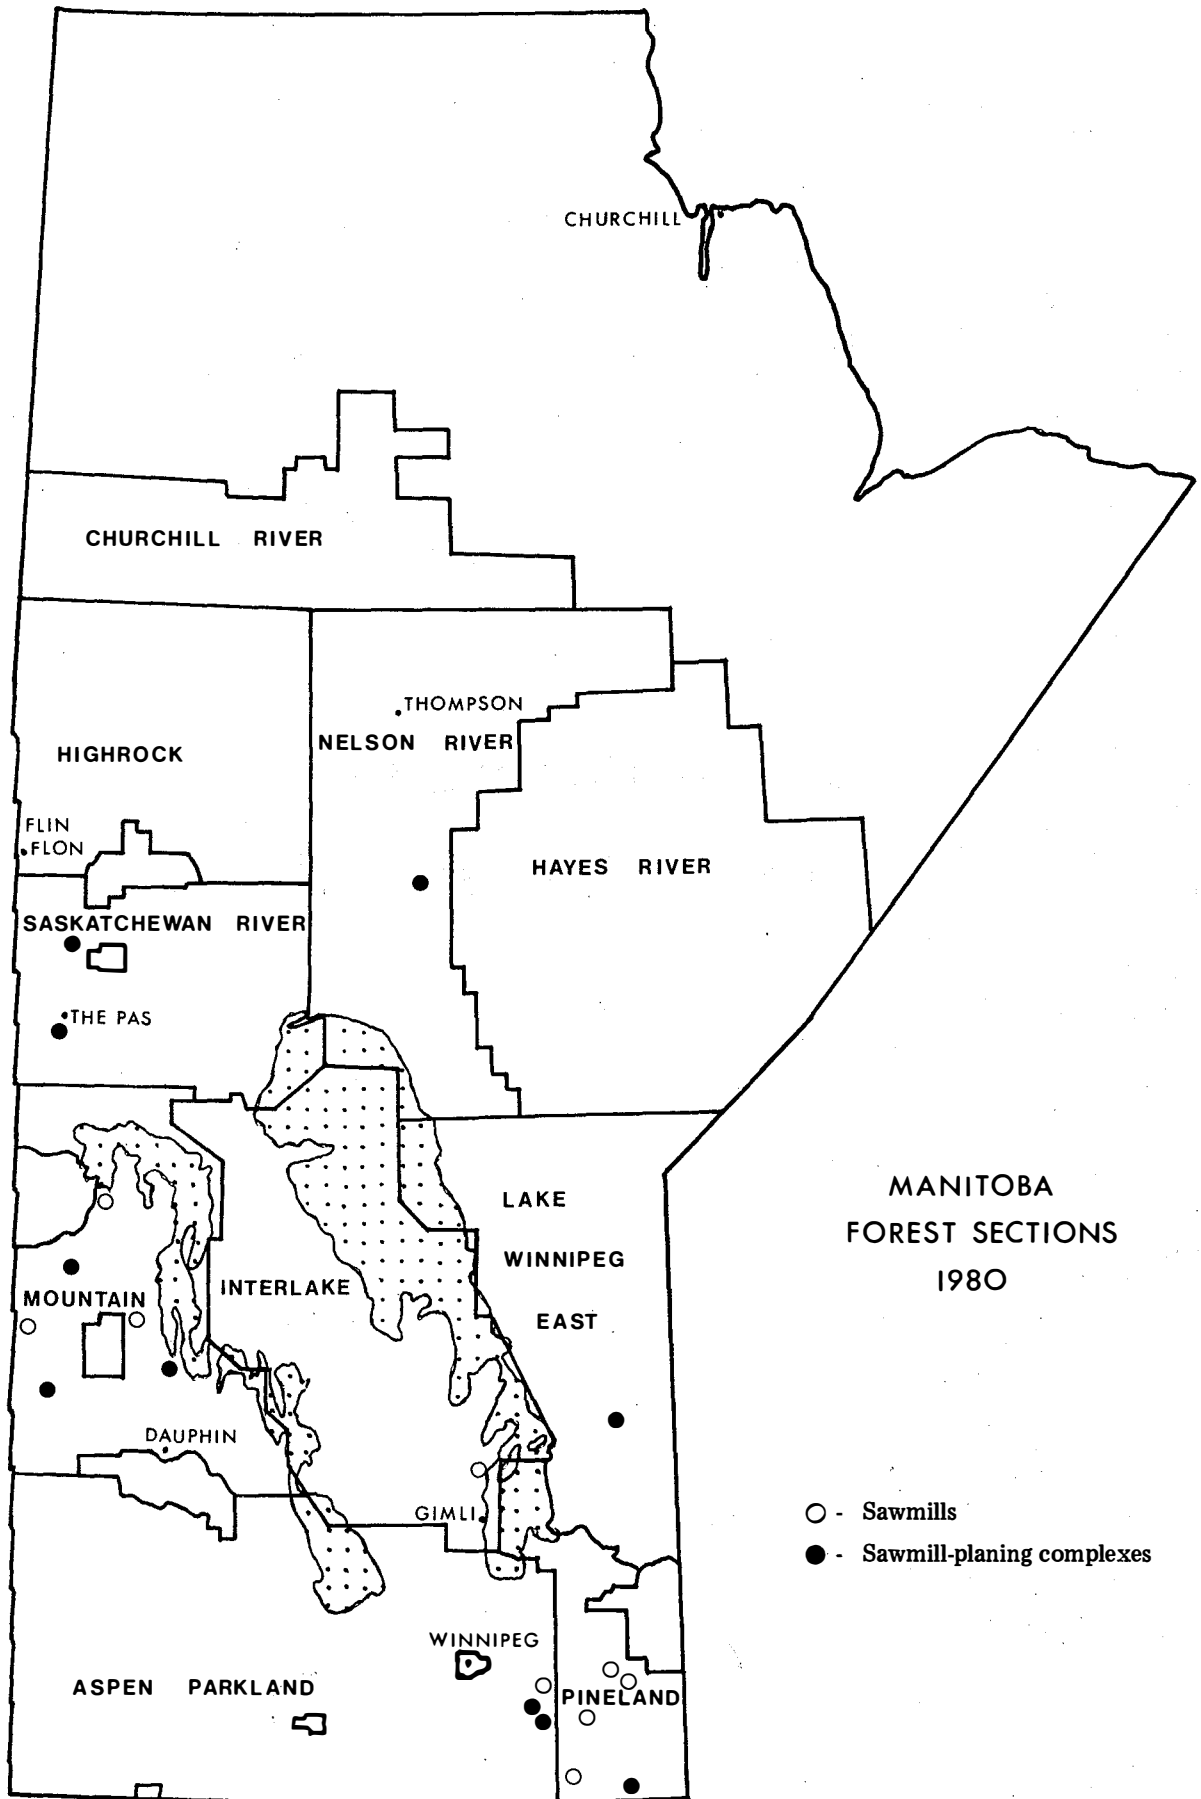 CHURCHILL
CHURCHILL RIVER
THOMPSON
NELSON RIVER
HIGHROCK
FLIN
FLON
HAYES RIVER
SASKATCHEWAN RIVER
THE PAS
LAKE
WINNIPEG
EAST
MANITOBA
FOREST SECTIONS
1980
INTERLAKE
MOUNTAIN
DAUPHIN
GIMLI
○ - Sawmills
● - Sawmill-planing complexes
WINNIPEG
ASPEN PARKLAND
PINELAND